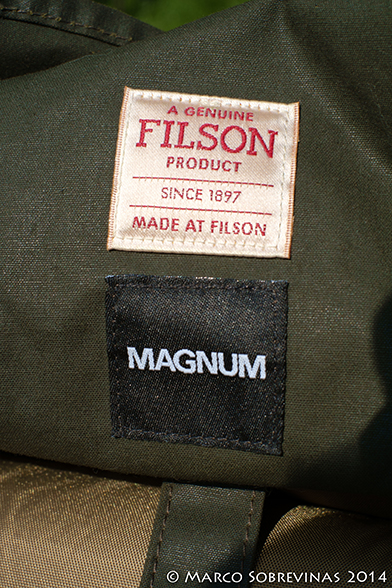 A GENUINE
FILSON
PRODUCT
SINCE 1897
MADE AT FILSON
MAGNUM
© MARCO SOBREVINAS 2014